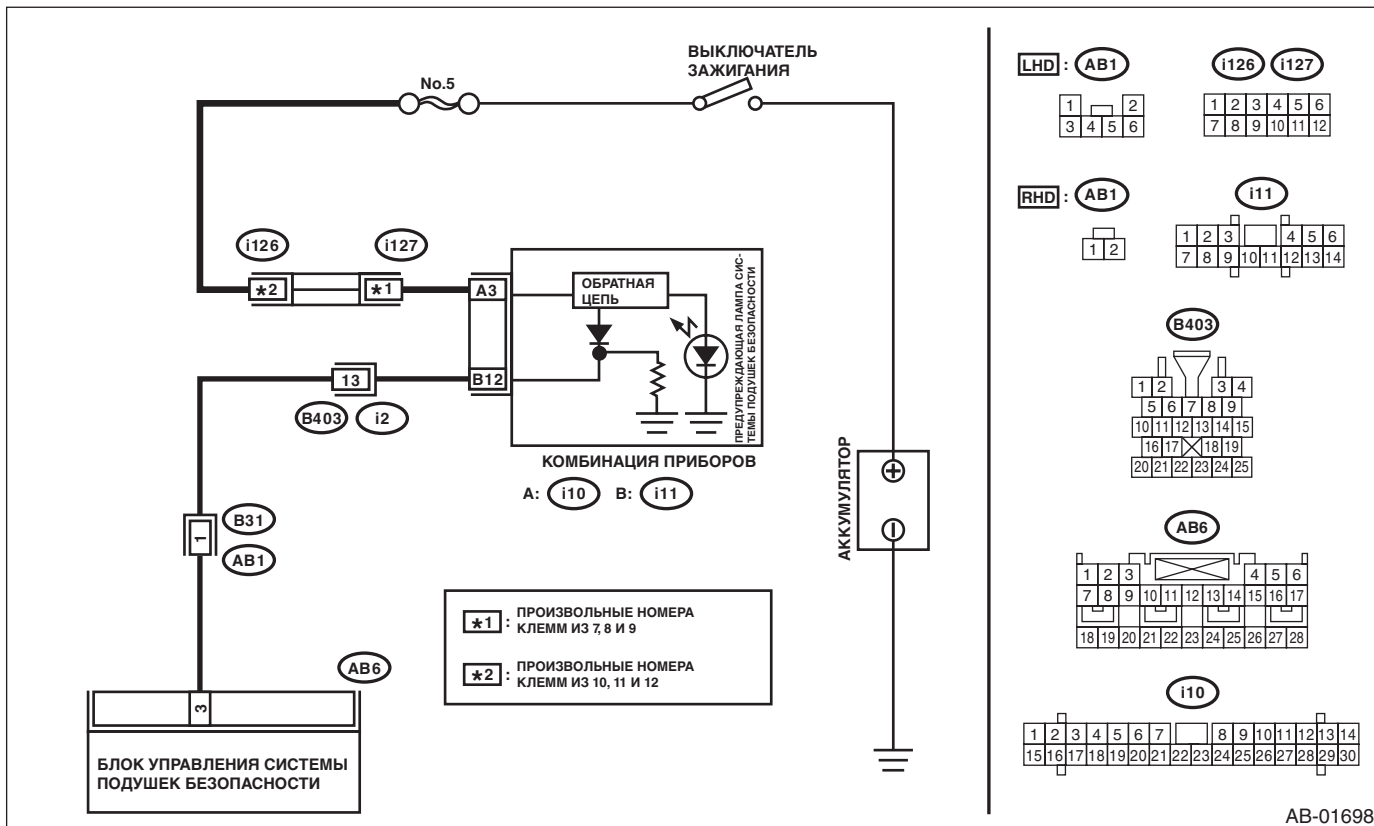 No.5
ВЫКЛЮЧАТЕЛЬ
ЗАЖИГАНИЯ
i126
i127
*2
*1
A3
ОБРАТНАЯ
ЦЕПЬ
ПРЕДУПРЕЖДАЮЩАЯ ЛАМПА СИС-
ТЕМЫ ПОДУШЕК БЕЗОПАСНОСТИ
13
B12
B403
i2
КОМБИНАЦИЯ ПРИБОРОВ
A: i10 B: i11
АККУМУЛЯТОР
+
−
1
B31
AB1
*1 : ПРОИЗВОЛЬНЫЕ НОМЕРА
КЛЕММ ИЗ 7, 8 И 9
*2 : ПРОИЗВОЛЬНЫЕ НОМЕРА
КЛЕММ ИЗ 10, 11 И 12
AB6
3
БЛОК УПРАВЛЕНИЯ СИСТЕМЫ
ПОДУШЕК БЕЗОПАСНОСТИ
LHD : AB1
1 2
3 4 5 6
i126 i127
1 2 3 4 5 6
7 8 9 10 11 12
RHD : AB1
1 2
i11
1 2 3 4 5 6
7 8 9 10 11 12 13 14
B403
1 2 3 4
5 6 7 8 9
10 11 12 13 14 15
16 17 18 19
20 21 22 23 24 25
AB6
1 2 3 4 5 6
7 8 9 10 11 12 13 14 15 16 17
18 19 20 21 22 23 24 25 26 27 28
i10
1 2 3 4 5 6 7 8 9 10 11 12 13 14
15 16 17 18 19 20 21 22 23 24 25 26 27 28 29 30
AB-01698